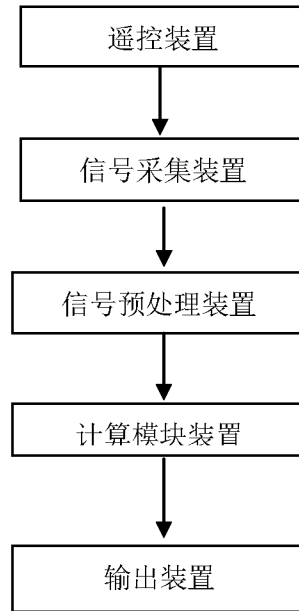 遥控装置
信号采集装置
信号预处理装置
计算模块装置
输出装置